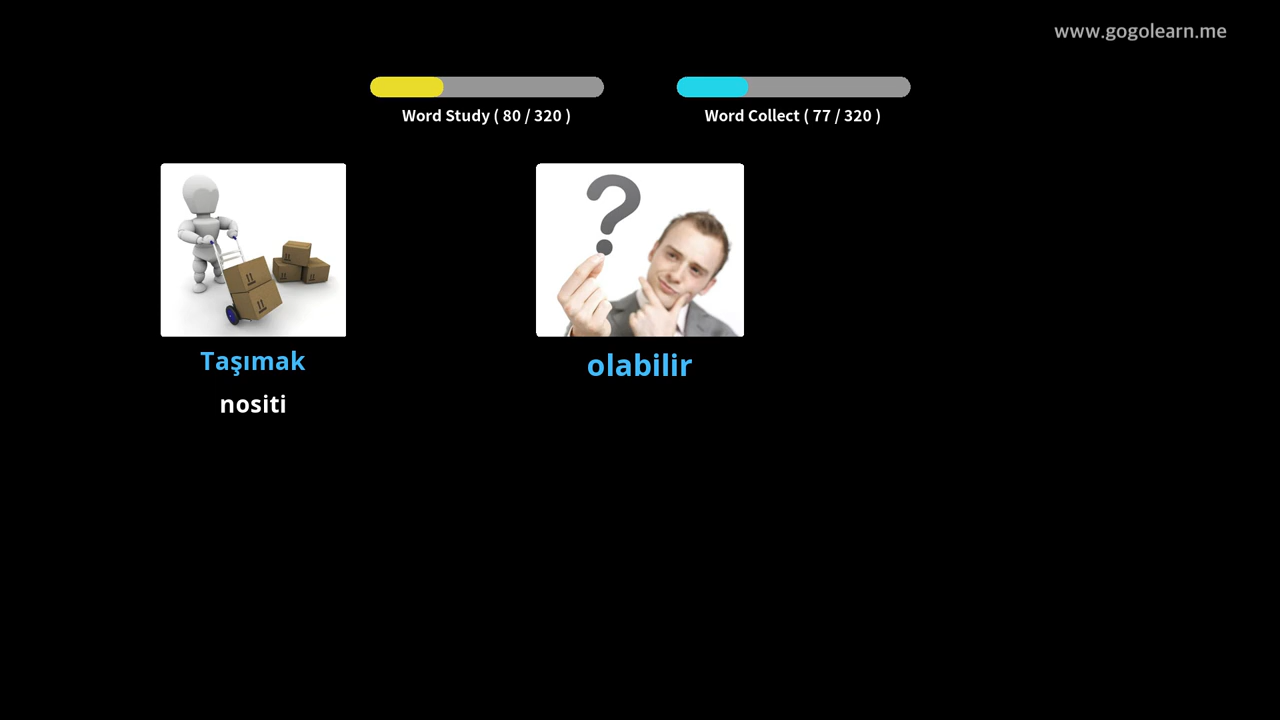 www.gogolearn.me
Word Study ( 80 / 320 )
Word Collect ( 77 / 320 )
?
Taşımak
nositi
olabilir